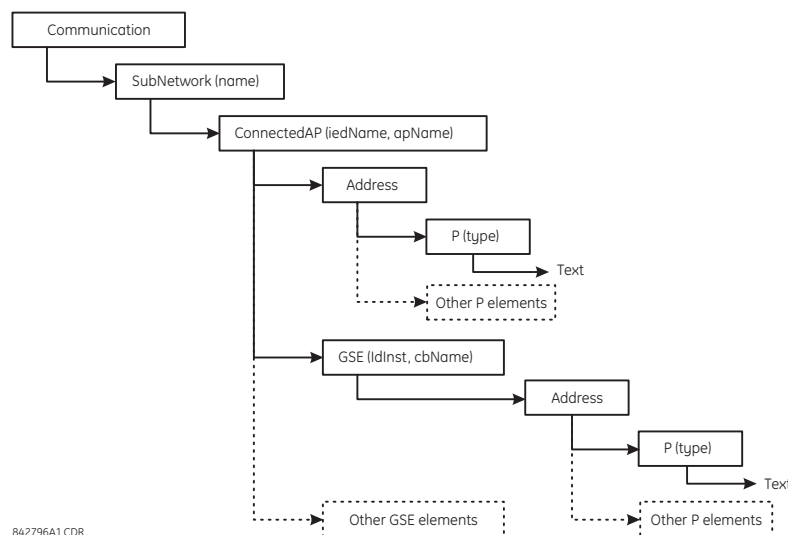 Communication
SubNetwork (name)
ConnectedAP (iedName, apName)
Address
P (type)
Text
Other P elements
GSE (IdInst, cbName)
Address
P (type)
Text
Other GSE elements
Other P elements
842796A1.CDR